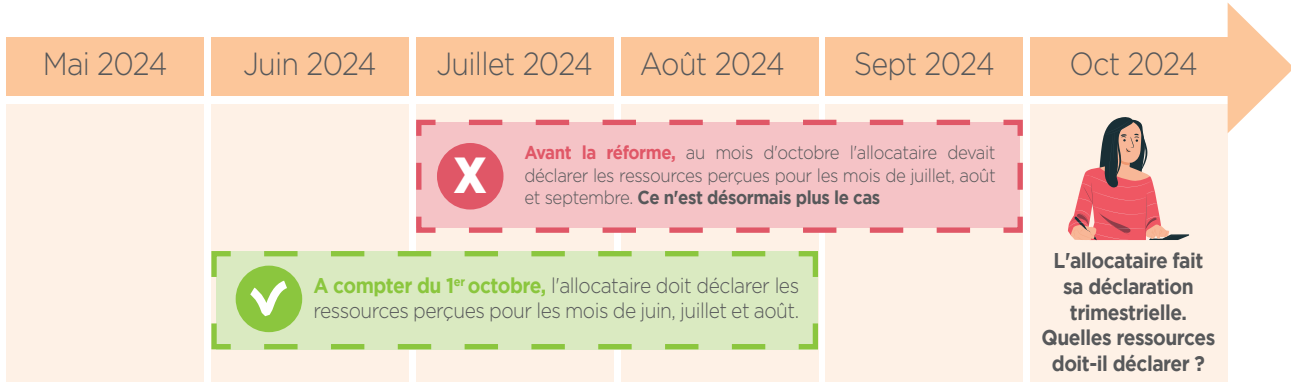 Mai 2024
Juin 2024
Juillet 2024
Août 2024
Sept 2024
Oct 2024
X
Avant la réforme, au mois d'octobre l'allocataire devait
déclarer les ressources perçues pour les mois de juillet, août
et septembre. Ce n'est désormais plus le cas
A compter du 1er octobre, l'allocataire doit déclarer les
ressources perçues pour les mois de juin, juillet et août.
L'allocataire fait
sa déclaration
trimestrielle.
Quelles ressources
doit-il déclarer ?